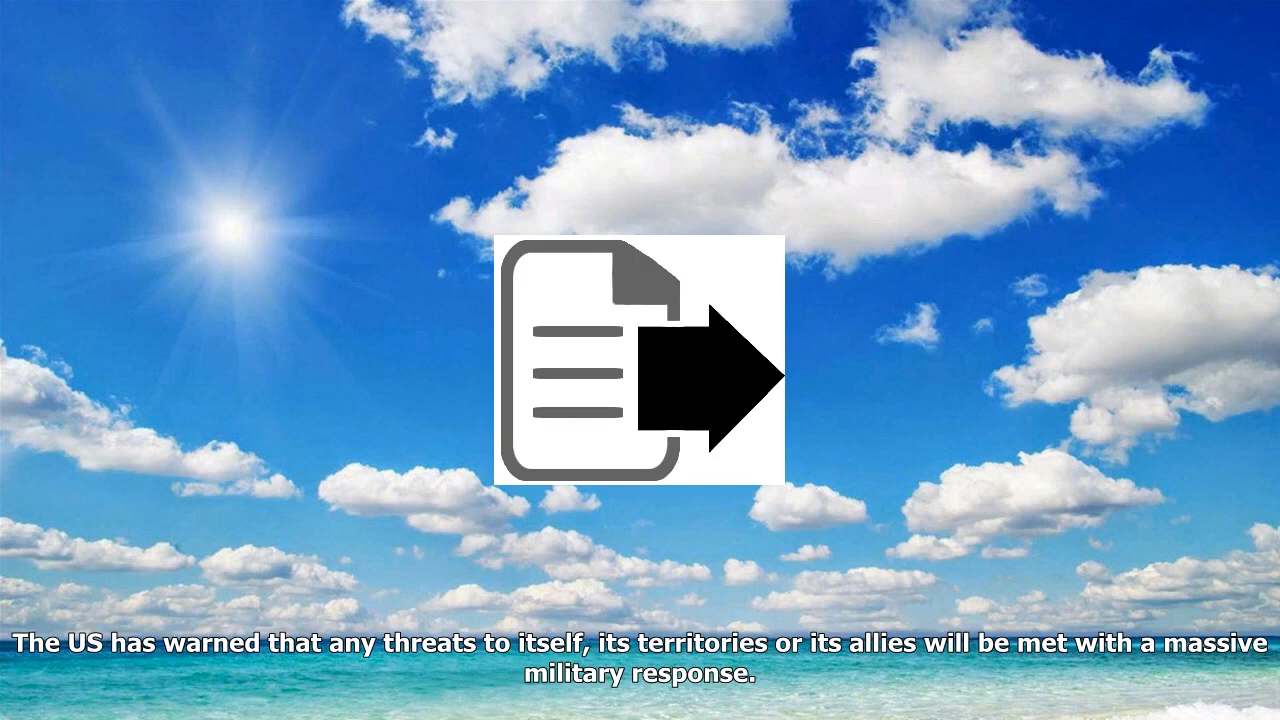 The US has warned that any threats to itself, its territories or its allies will be met with a massive
military response.